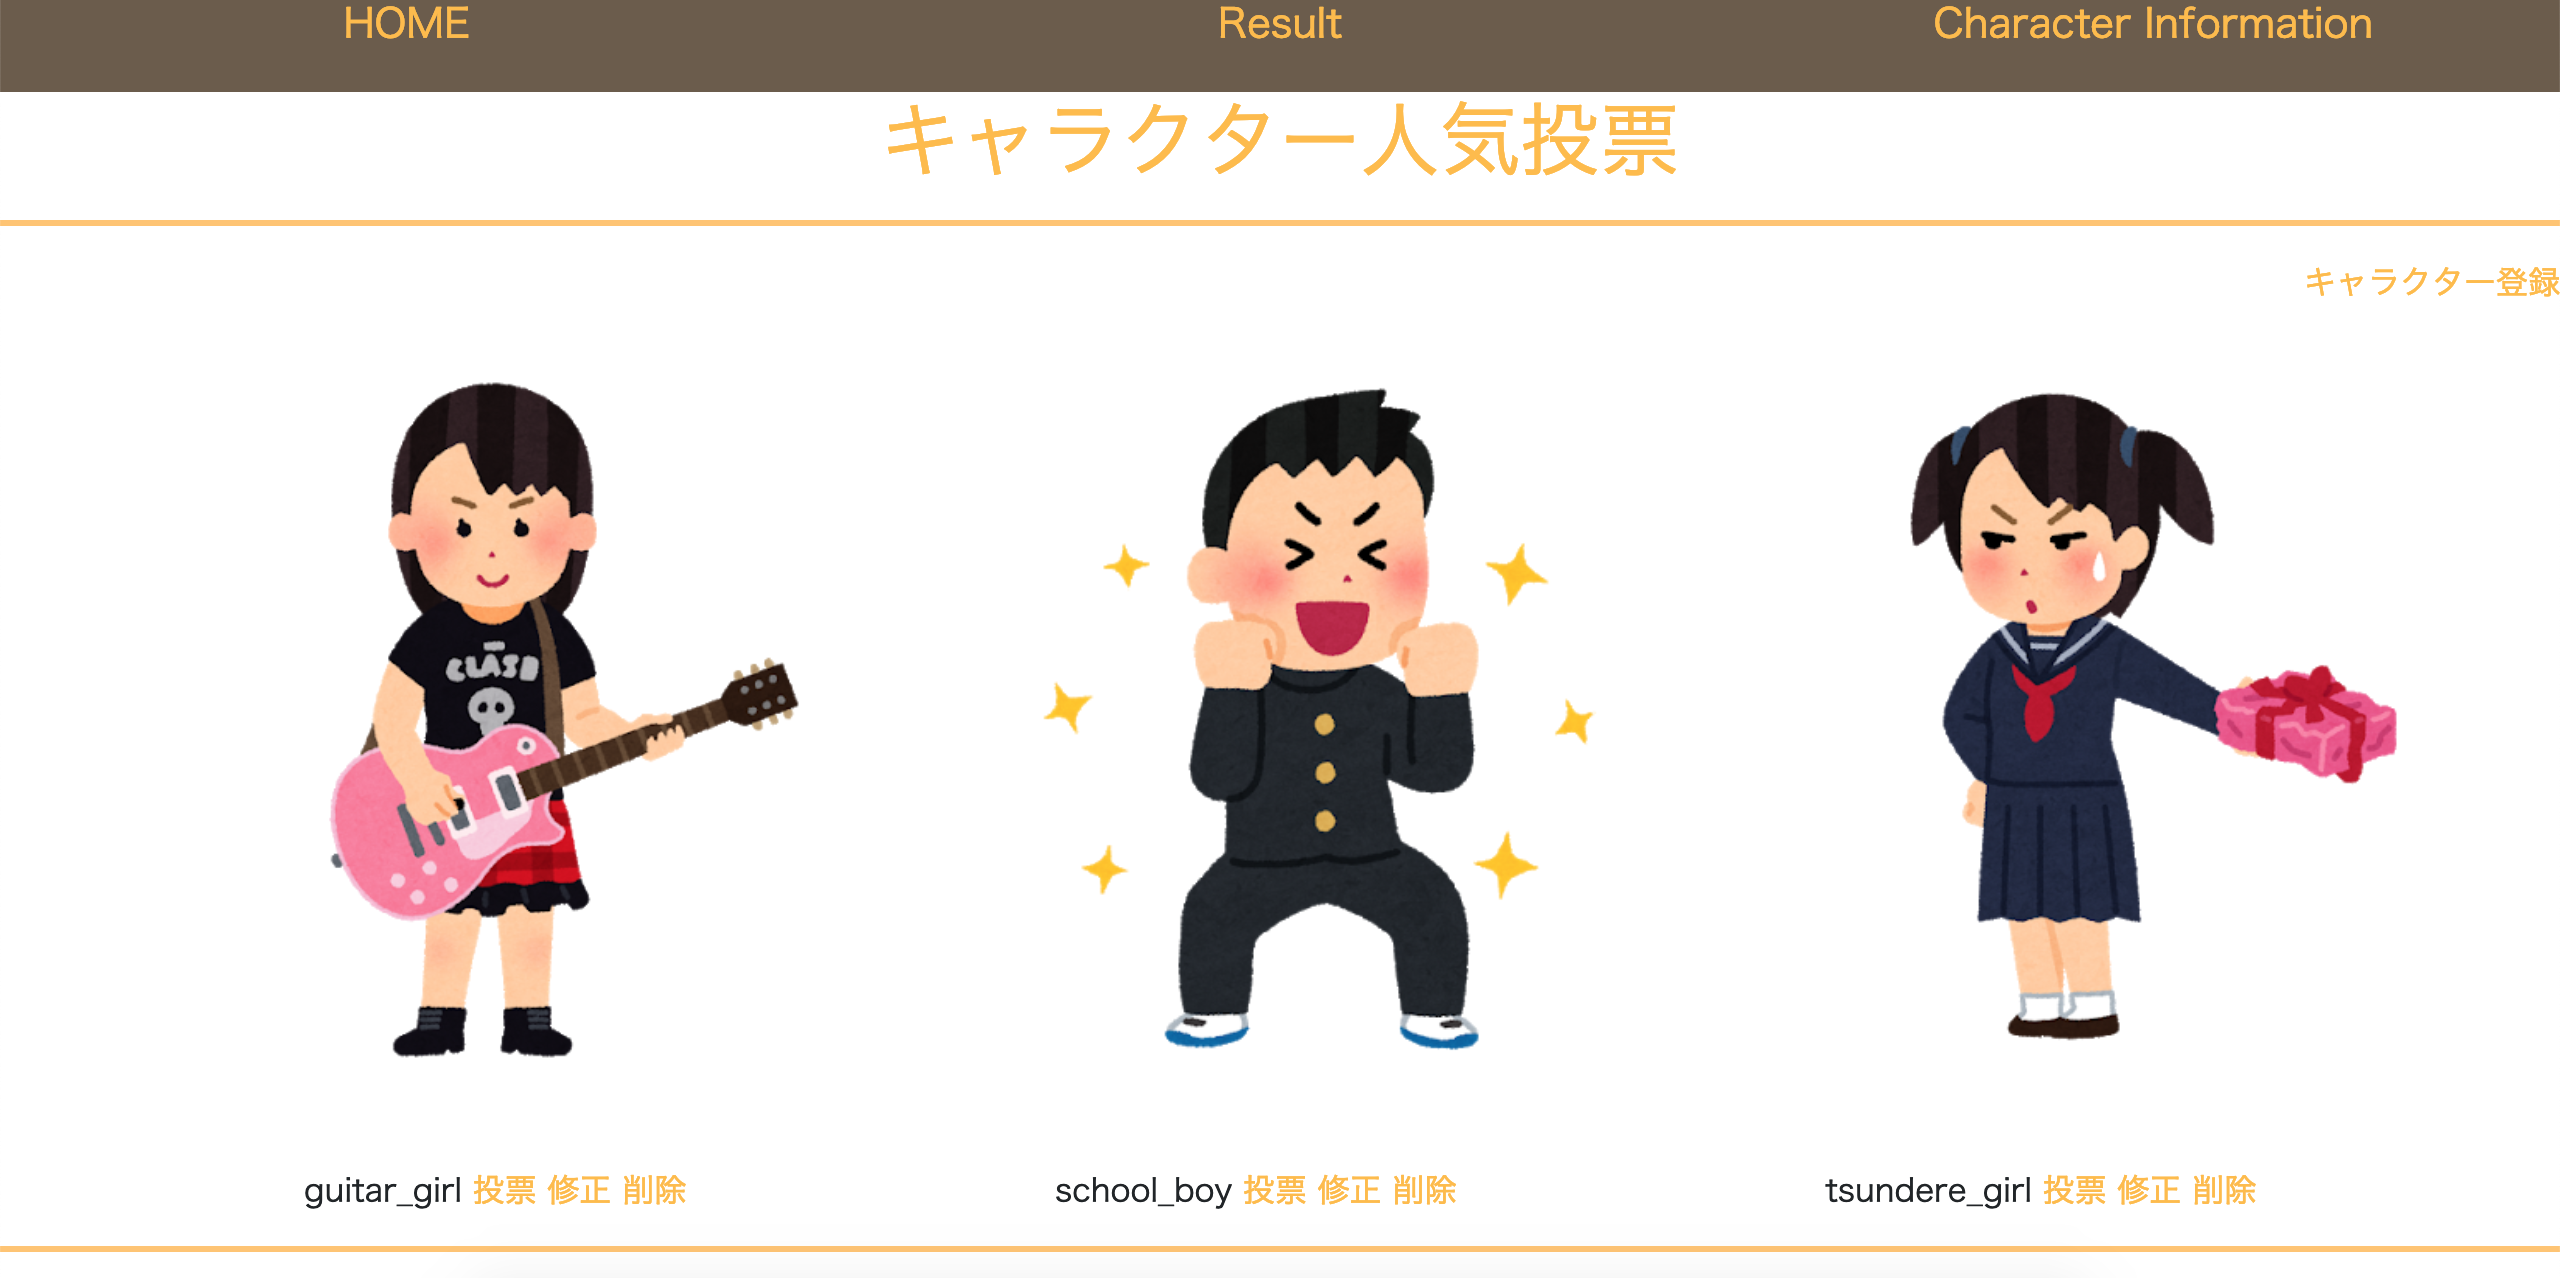 HOME Result Character Information
キャラクター人気投票
キャラクター登録
CLASH
guitar_girl 投票 修正 削除
school_boy 投票 修正 削除
tsundere_girl 投票 修正 削除